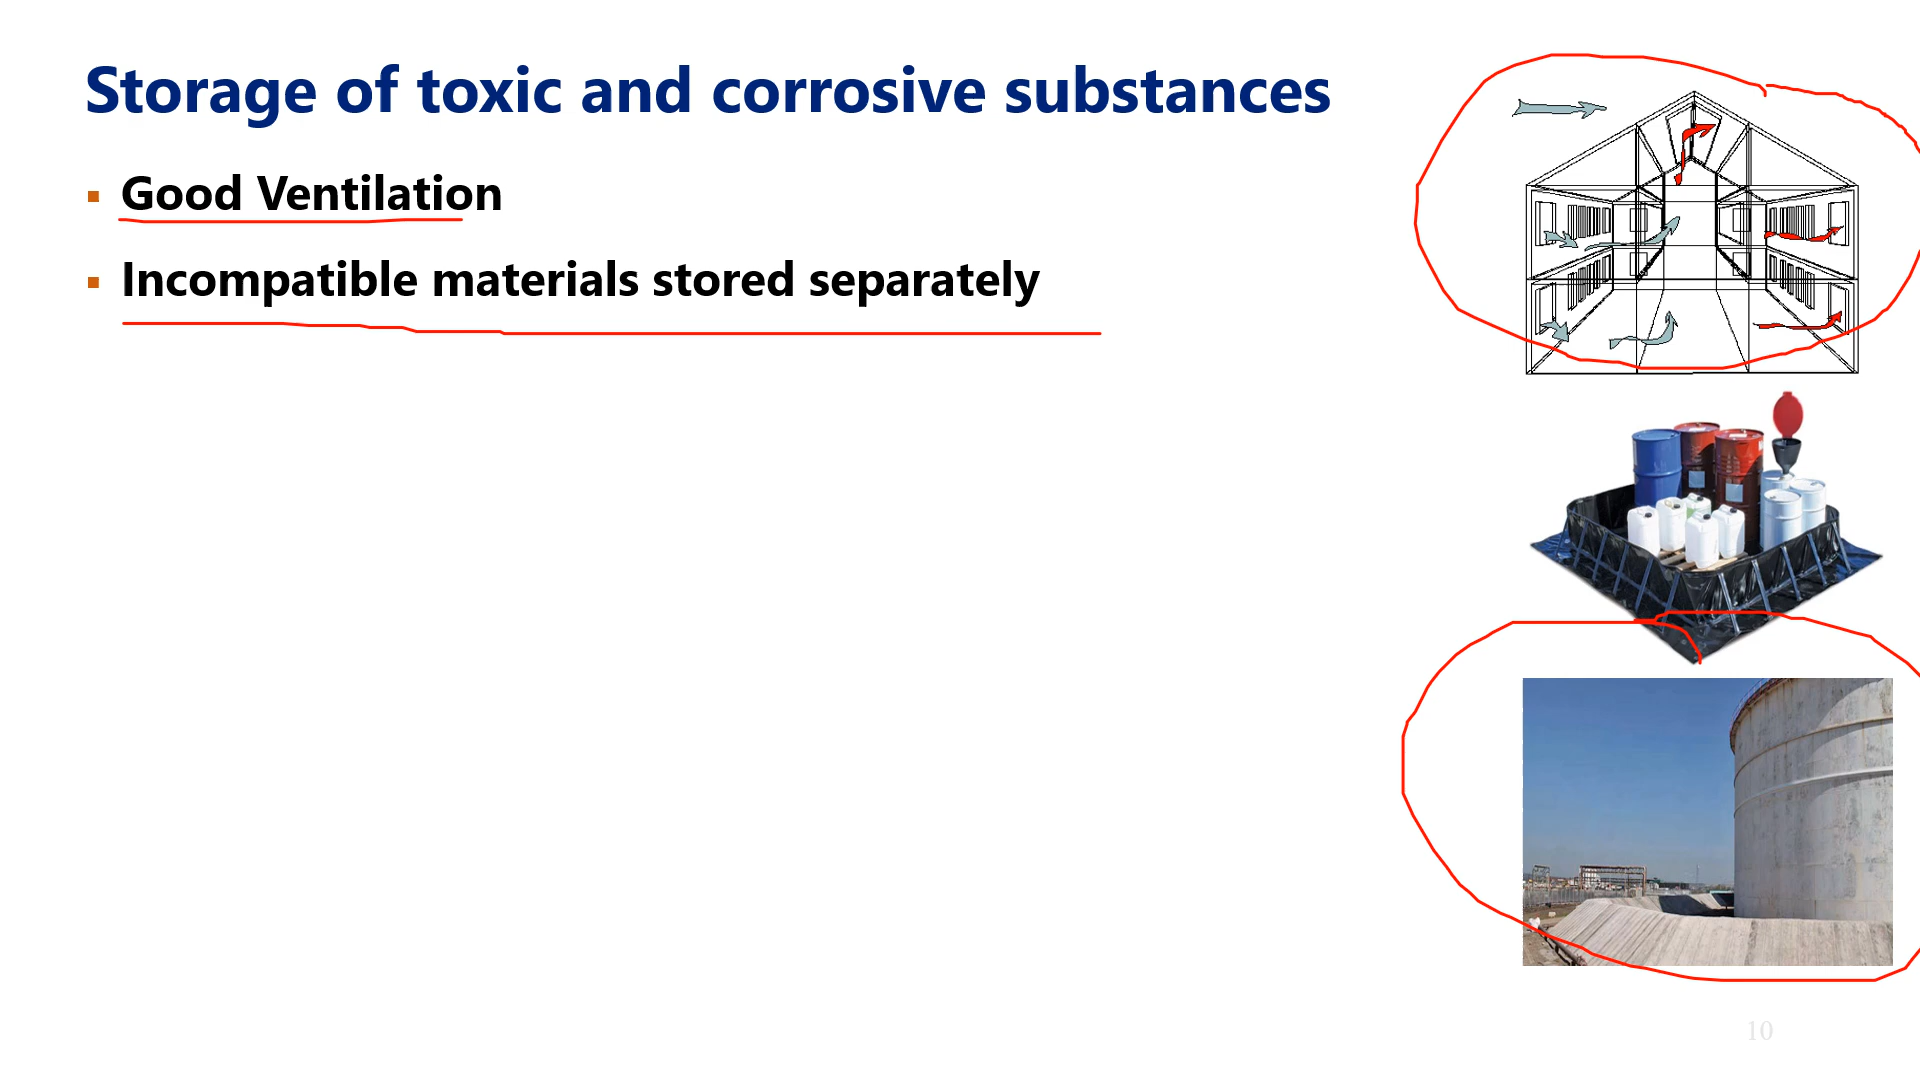 Storage of toxic and corrosive substances
Good Ventilation
Incompatible materials stored separately
10